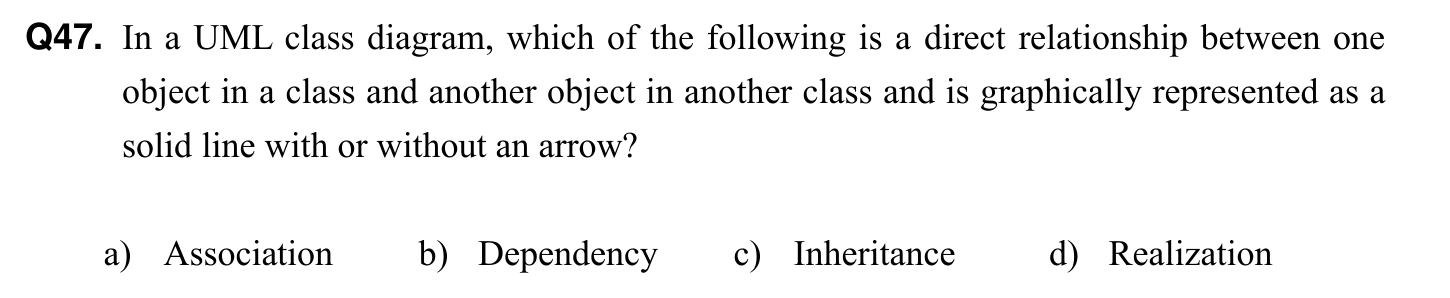 Q47. In a UML class diagram, which of the following is a direct relationship between one
object in a class and another object in another class and is graphically represented as a
solid line with or without an arrow?
a) Association b) Dependency c) Inheritance d) Realization